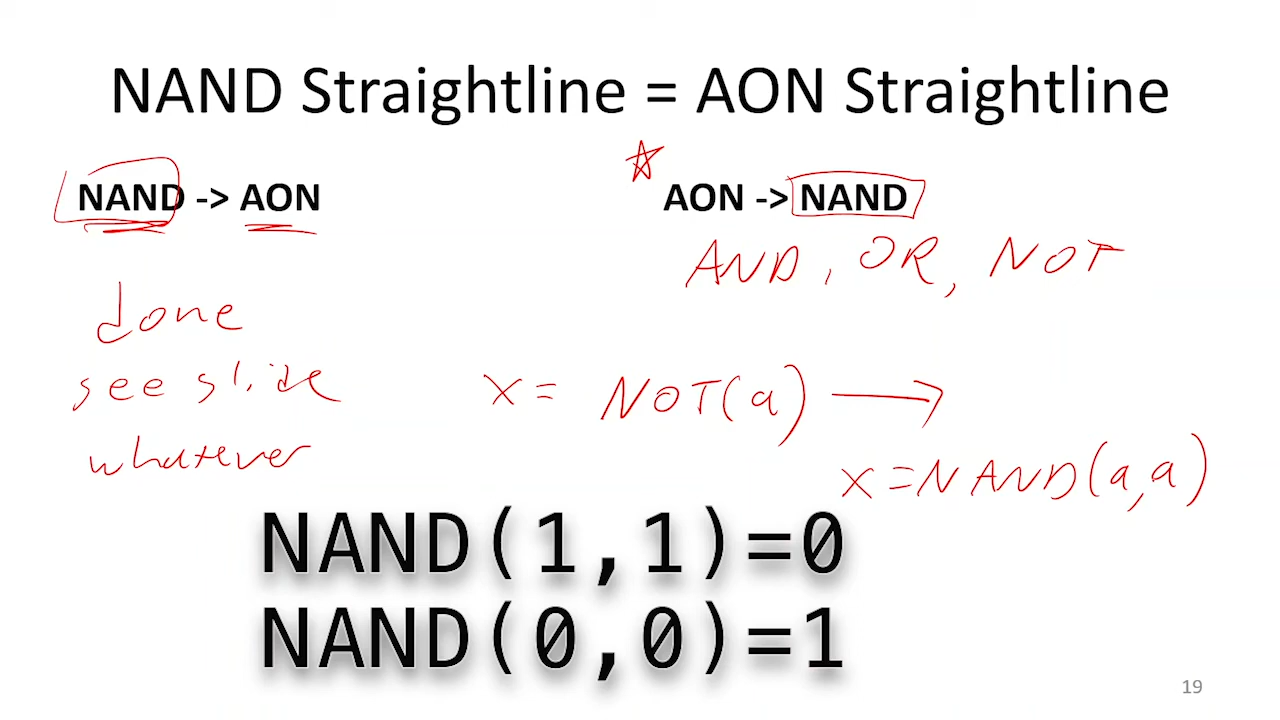 NAND Straightline = AON Straightline
NAND -> AON
done
see slide
whatever
AON -> NAND
AND, OR, NOT
x = NOT(a) →
x = NAND(a,a)
NAND(1,1)=0
NAND(0,0)=1
19